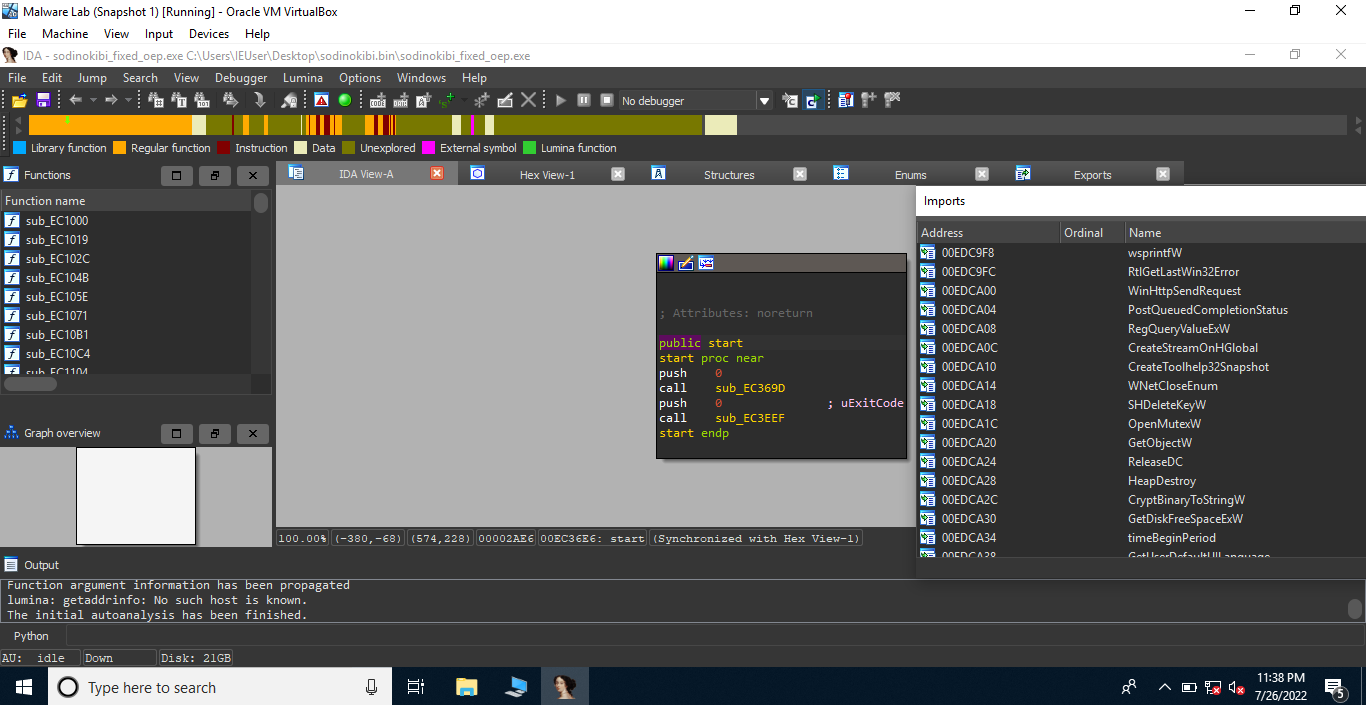 Malware Lab (Snapshot 1) [Running] - Oracle VM VirtualBox
File Machine View Input Devices Help
IDA - sodinokibi_fixed_oep.exe C:\Users\IEUser\Desktop\sodinokibi.bin\sodinokibi_fixed_oep.exe
File Edit Jump Search View Debugger Lumina Options Windows Help
No debugger
Library function Regular function Instruction Data Unexplored External symbol Lumina function
Functions
IDA View-A Hex View-1 Structures Enums Exports
Function name
sub_EC1000
sub_EC1019
sub_EC102C
sub_EC104B
sub_EC105E
sub_EC1071
sub_EC10B1
sub_EC10C4
sub_EC1104
Graph overview
; Attributes: noreturn
public start
start proc near
push 0
call sub_EC369D
push 0 ; uExitCode
call sub_EC3EEF
start endp
100.00% (-380,-68) (574,228) 00002AE6 00EC36E6: start (Synchronized with Hex View-1)
Imports
Address Ordinal Name
00EDC9F8 wsprintfW
00EDC9FC RtlGetLastWin32Error
00EDCA00 WinHttpSendRequest
00EDCA04 PostQueuedCompletionStatus
00EDCA08 RegQueryValueExW
00EDCA0C CreateStreamOnHGlobal
00EDCA10 CreateToolhelp32Snapshot
00EDCA14 WNetCloseEnum
00EDCA18 SHDeleteKeyW
00EDCA1C OpenMutexW
00EDCA20 GetObjectW
00EDCA24 ReleaseDC
00EDCA28 HeapDestroy
00EDCA2C CryptBinaryToStringW
00EDCA30 GetDiskFreeSpaceExW
00EDCA34 timeBeginPeriod
00EDCA38 GetUserDefaultUILanguage
Output
Function argument information has been propagated
lumina: getaddrinfo: No such host is known.
The initial autoanalysis has been finished.
Python
AU: idle Down Disk: 21GB
Type here to search
11:38 PM
7/26/2022
5